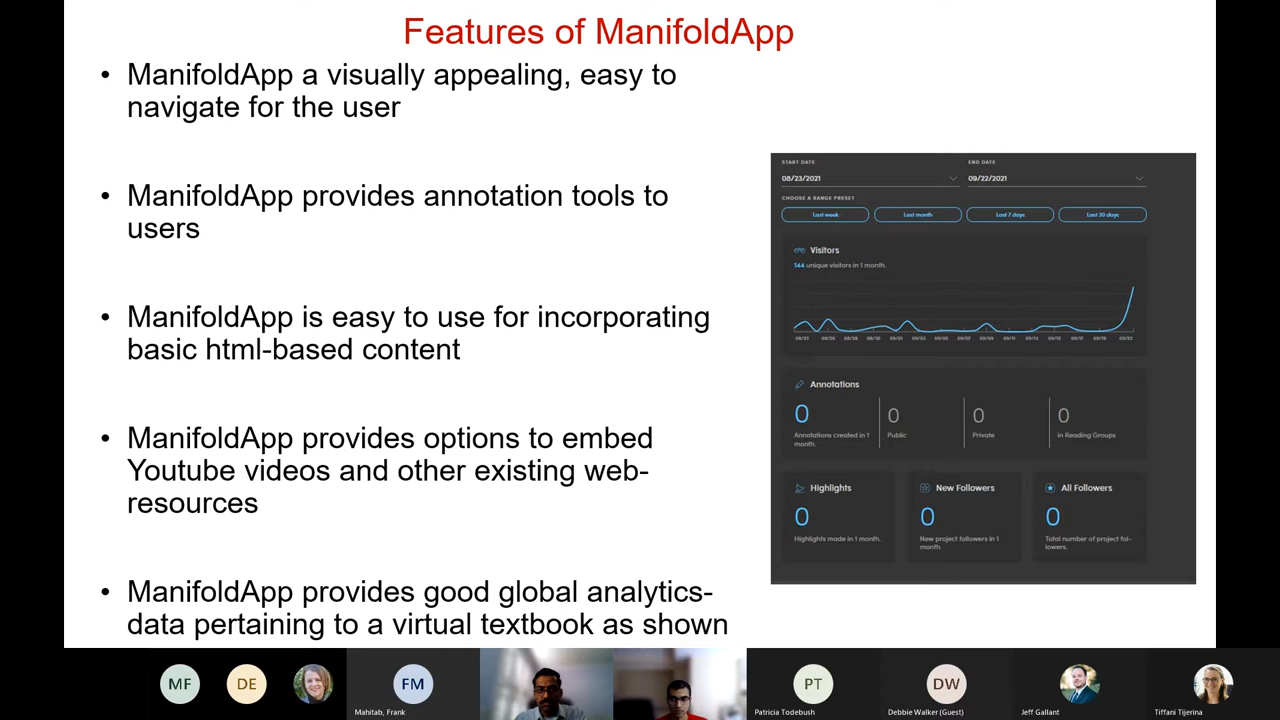 Features of ManifoldApp
• ManifoldApp a visually appealing, easy to
navigate for the user
• ManifoldApp provides annotation tools to
users
• ManifoldApp is easy to use for incorporating
basic html-based content
• ManifoldApp provides options to embed
Youtube videos and other existing web-
resources
• ManifoldApp provides good global analytics-
data pertaining to a virtual textbook as shown
START DATE
END DATE
08/23/2021
09/22/2021
CHOOSE A RANGE PRESET
Last week
Last month
Last 7 days
Last 30 days
Visitors
144 unique visitors in 1 month.
Annotations
0
Annotations created in 1
month.
0
Public
0
Private
0
in Reading Groups
Highlights
0
Highlights made in 1 month.
New Followers
0
New project followers in 1
month.
All Followers
0
Total number of project fol-
lowers.
MF
DE
FM
Mahitab, Frank
PT
Patricia Todebush
DW
Debbie Walker (Guest)
Jeff Gallant
Tiffani Tijerina